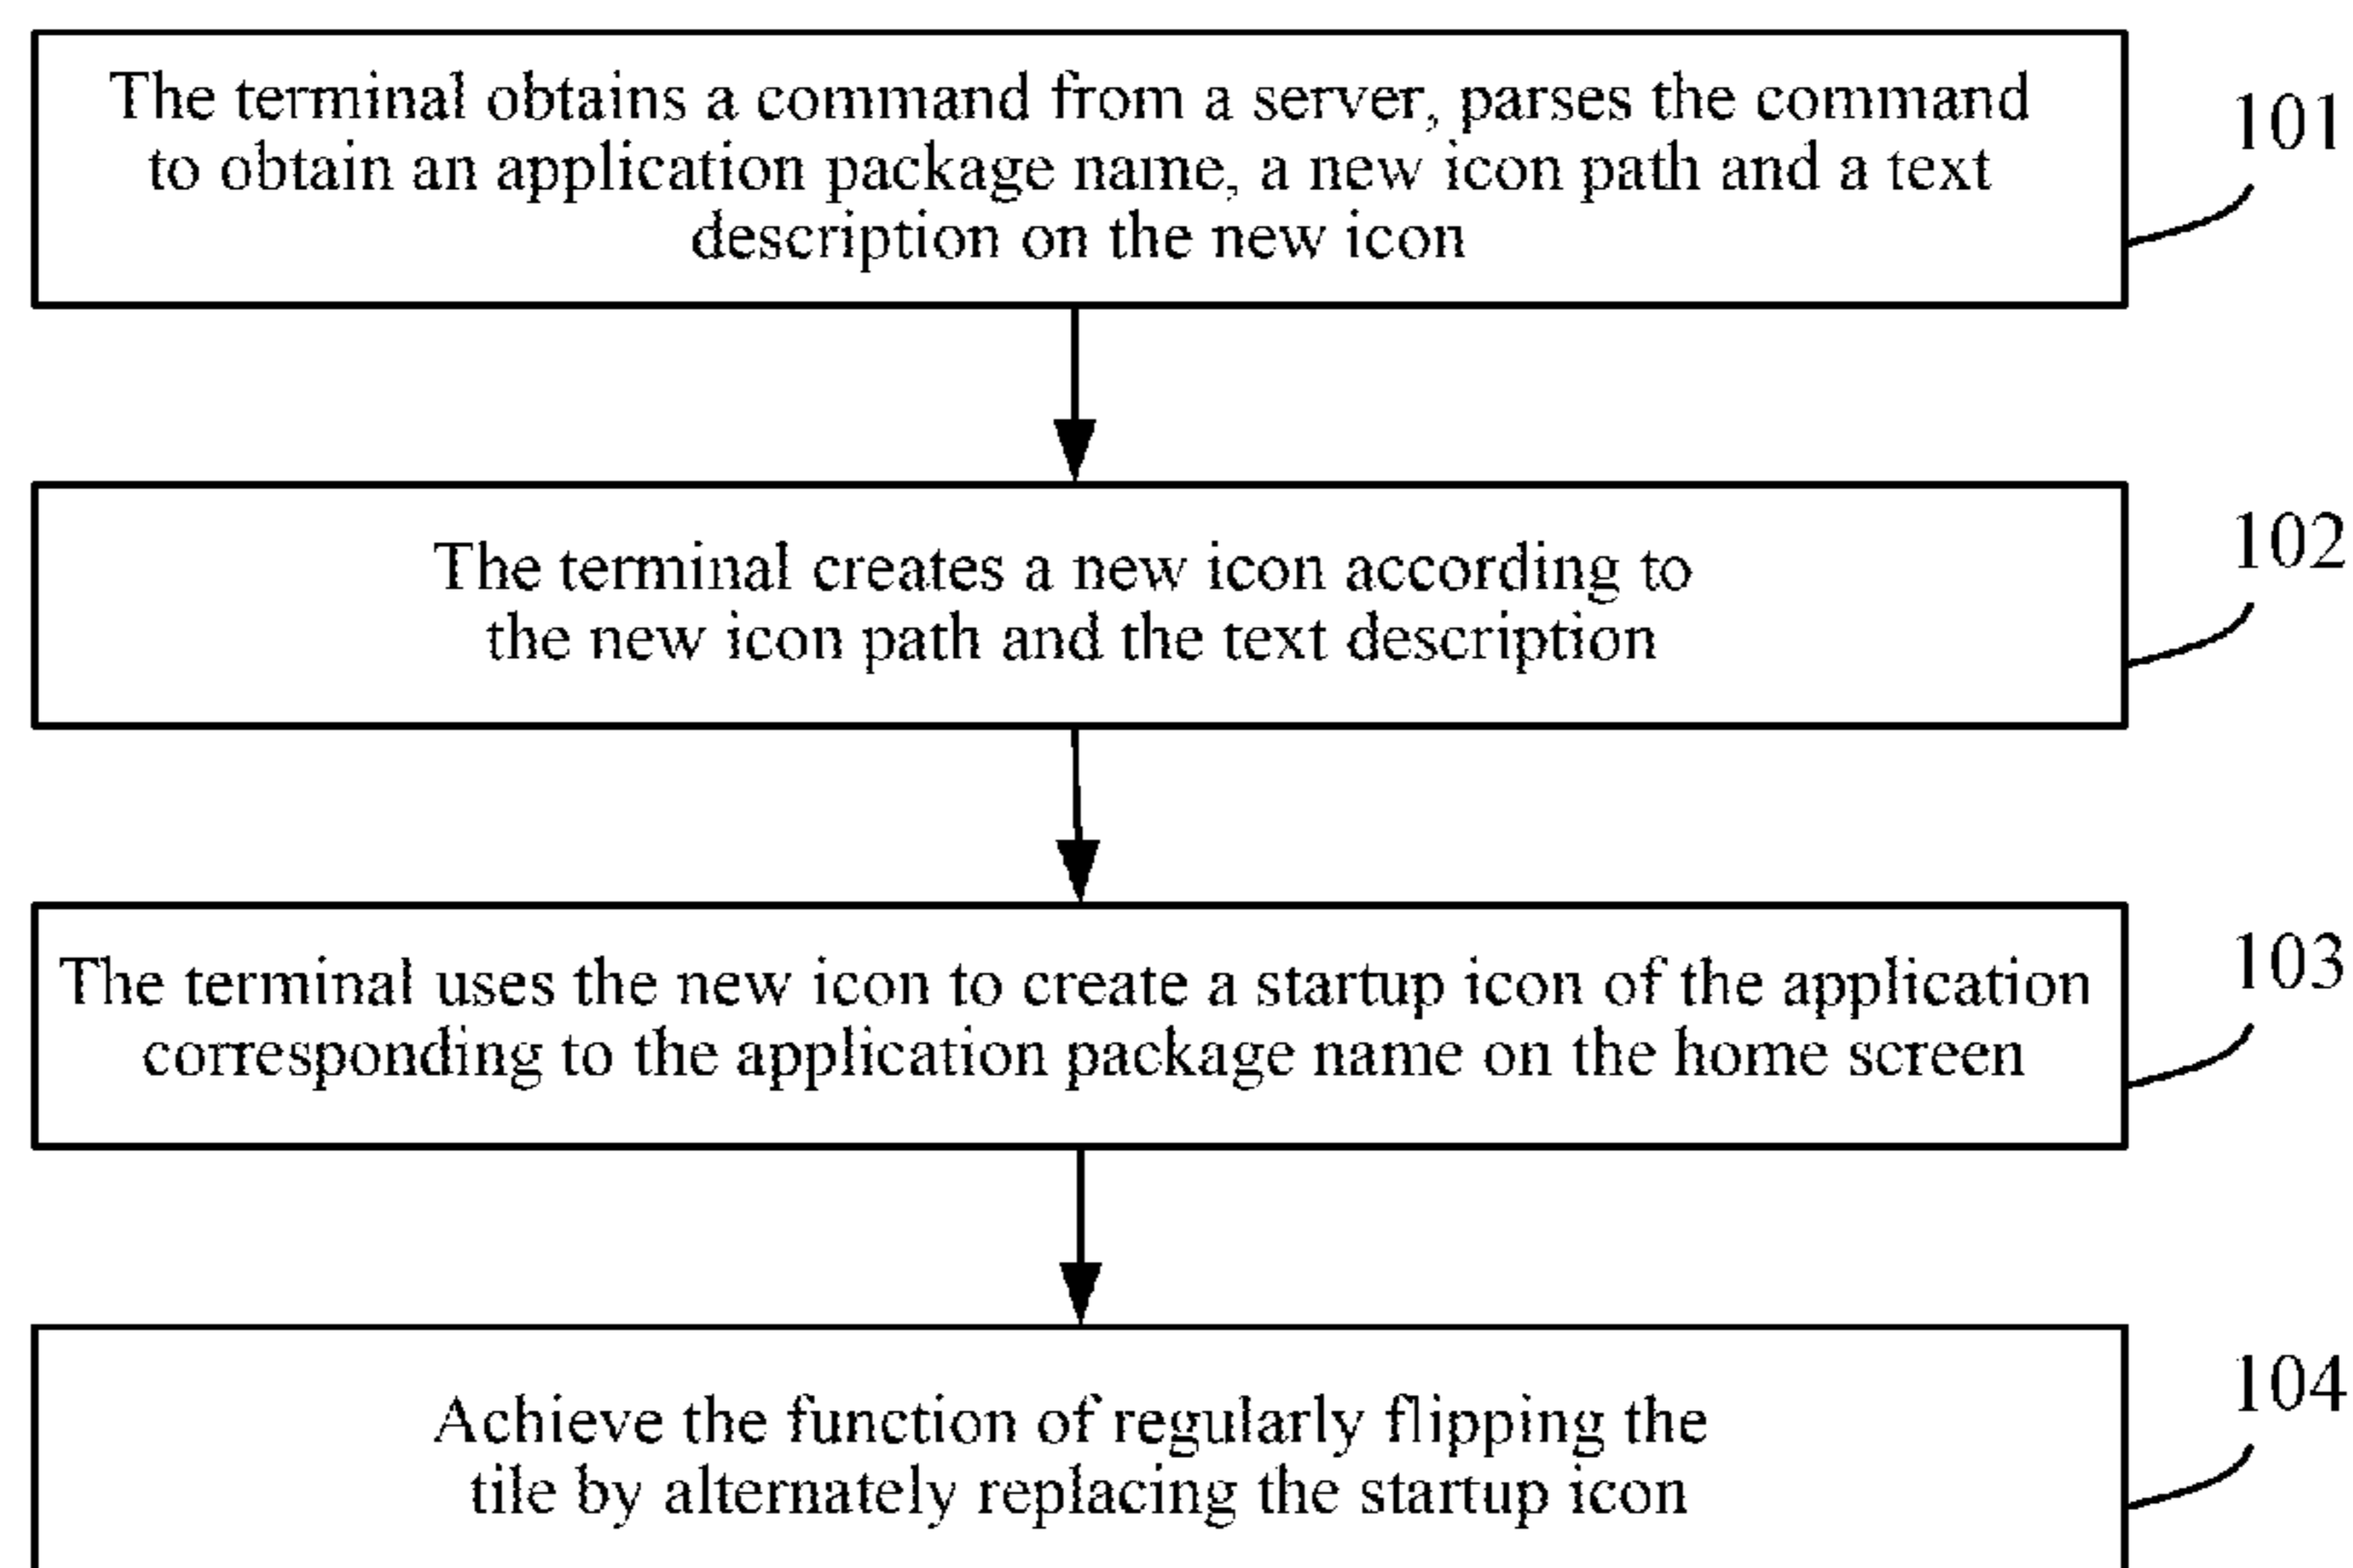 The terminal obtains a command from a server, parses the command
to obtain an application package name, a new icon path and a text
description on the new icon
101
The terminal creates a new icon according to
the new icon path and the text description
102
The terminal uses the new icon to create a startup icon of the application
corresponding to the application package name on the home screen
103
Achieve the function of regularly flipping the
tile by alternately replacing the startup icon
104